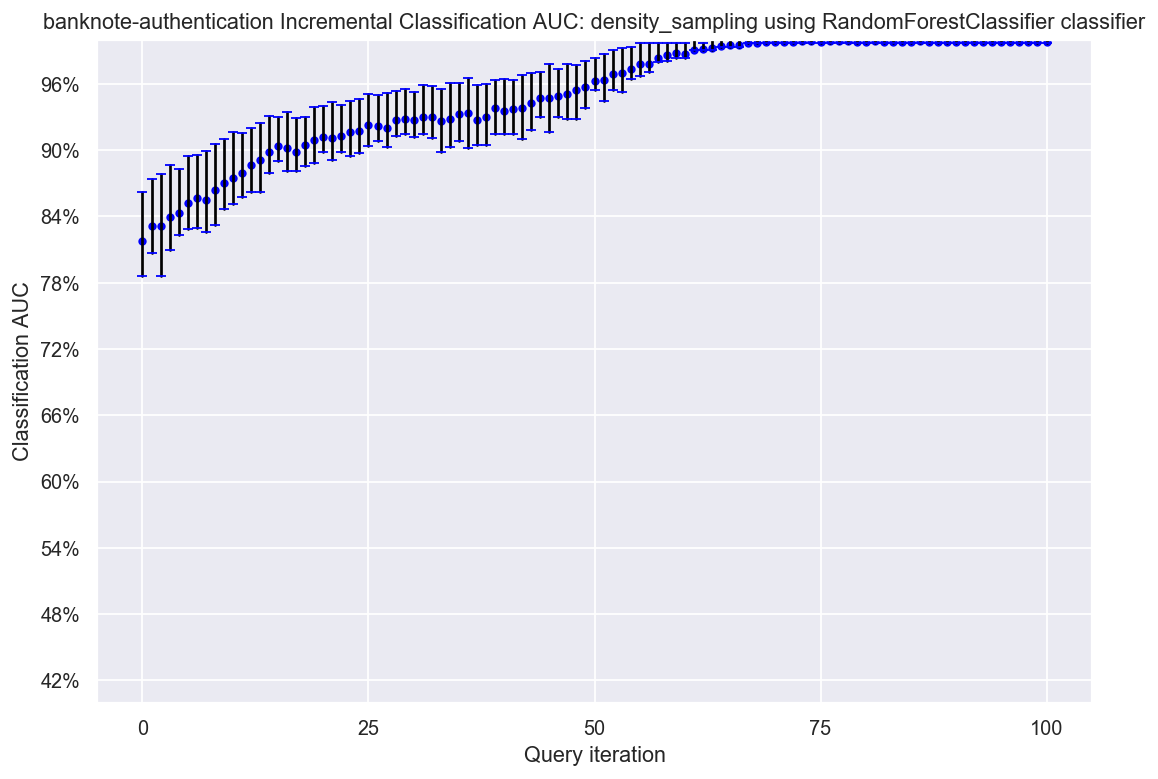 banknote-authentication Incremental Classification AUC: density_sampling using RandomForestClassifier classifier
96%
90%
84%
78%
72%
66%
60%
54%
48%
42%
Classification AUC
0 25 50 75 100
Query iteration